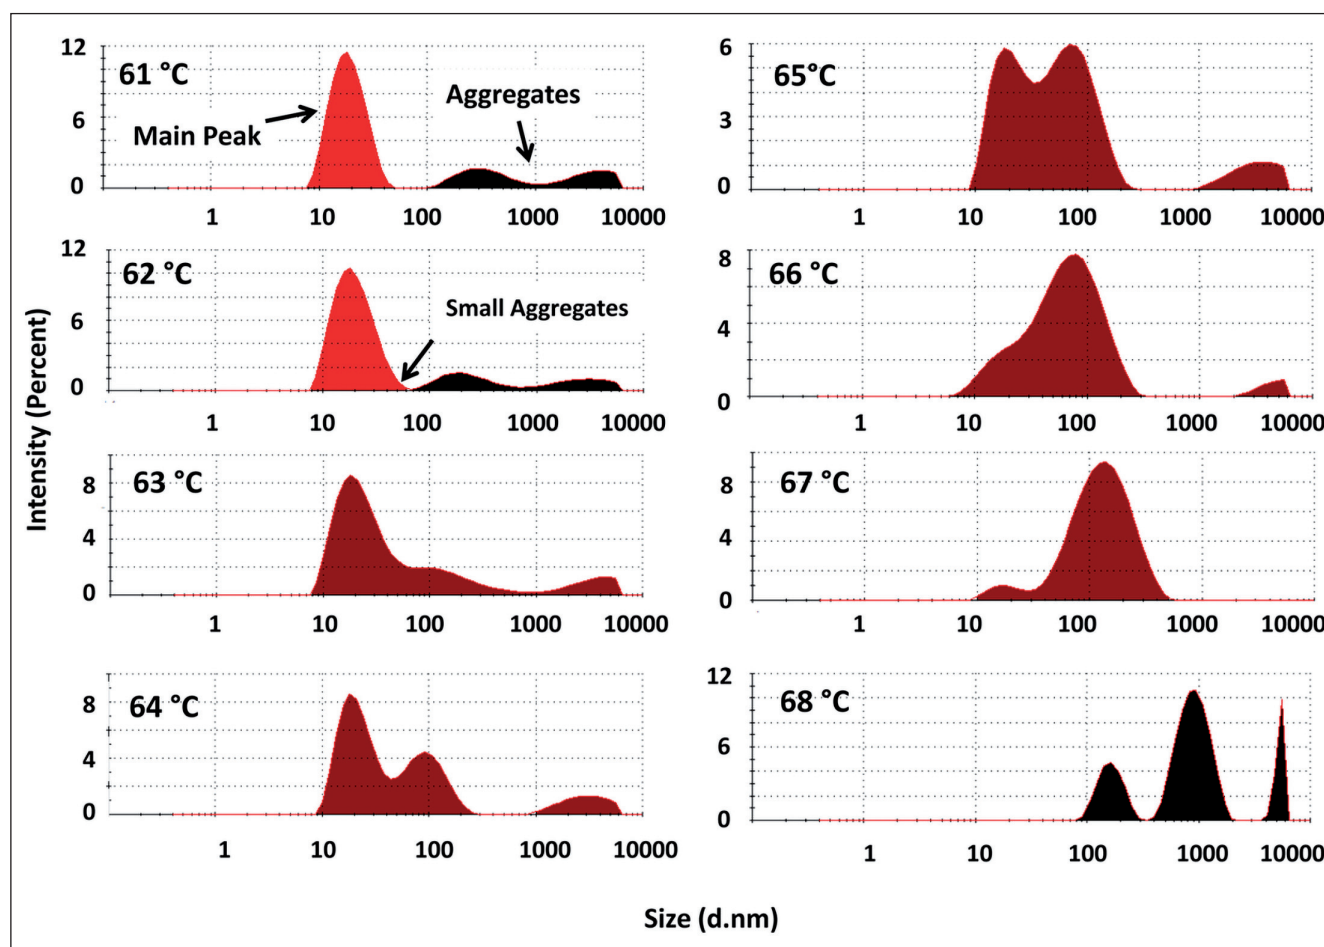 Intensity (Percent)
61 °C
Main Peak
Aggregates
12
6
0
1 10 100 1000 10000
62 °C
Small Aggregates
12
6
0
1 10 100 1000 10000
63 °C
8
4
0
1 10 100 1000 10000
64 °C
8
4
0
1 10 100 1000 10000
65°C
6
3
0
1 10 100 1000 10000
66 °C
8
4
0
1 10 100 1000 10000
67 °C
8
4
0
1 10 100 1000 10000
68 °C
12
6
0
1 10 100 1000 10000
Size (d.nm)